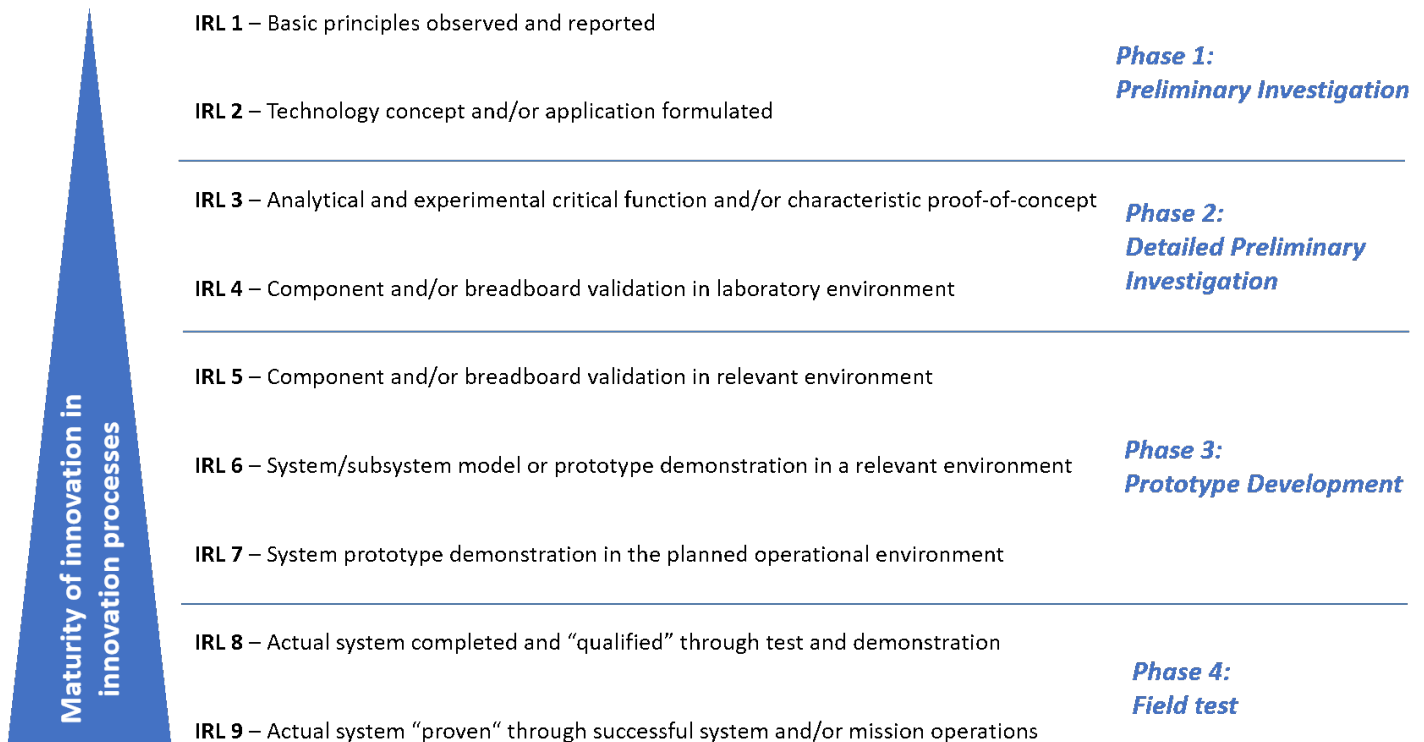 IRL 1 – Basic principles observed and reported
Phase 1:
Preliminary Investigation
IRL 2 – Technology concept and/or application formulated
IRL 3 – Analytical and experimental critical function and/or characteristic proof-of-concept
Phase 2:
Detailed Preliminary
Investigation
IRL 4 – Component and/or breadboard validation in laboratory environment
IRL 5 – Component and/or breadboard validation in relevant environment
IRL 6 – System/subsystem model or prototype demonstration in a relevant environment
Phase 3:
Prototype Development
IRL 7 – System prototype demonstration in the planned operational environment
IRL 8 – Actual system completed and “qualified” through test and demonstration
Phase 4:
Field test
IRL 9 – Actual system “proven“ through successful system and/or mission operations
Maturity of innovation in
innovation processes